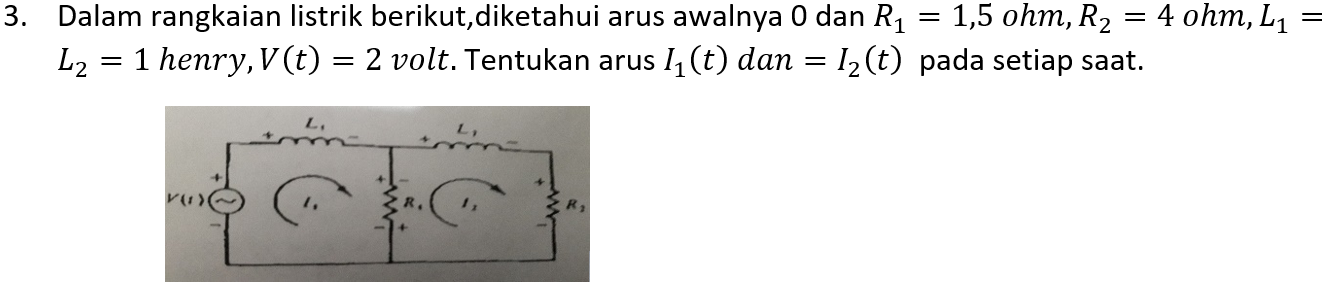 3. Dalam rangkaian listrik berikut,diketahui arus awalnya 0 dan R₁ = 1,5 ohm, R₂ = 4 ohm, L₁ =
L₂ = 1 henry, V(t) = 2 volt. Tentukan arus I₁(t) dan = I₂(t) pada setiap saat.
+ L₁ − + L₁ −
+ + − +
V(t) I₁ R₁ I₂ R₂
− − + −